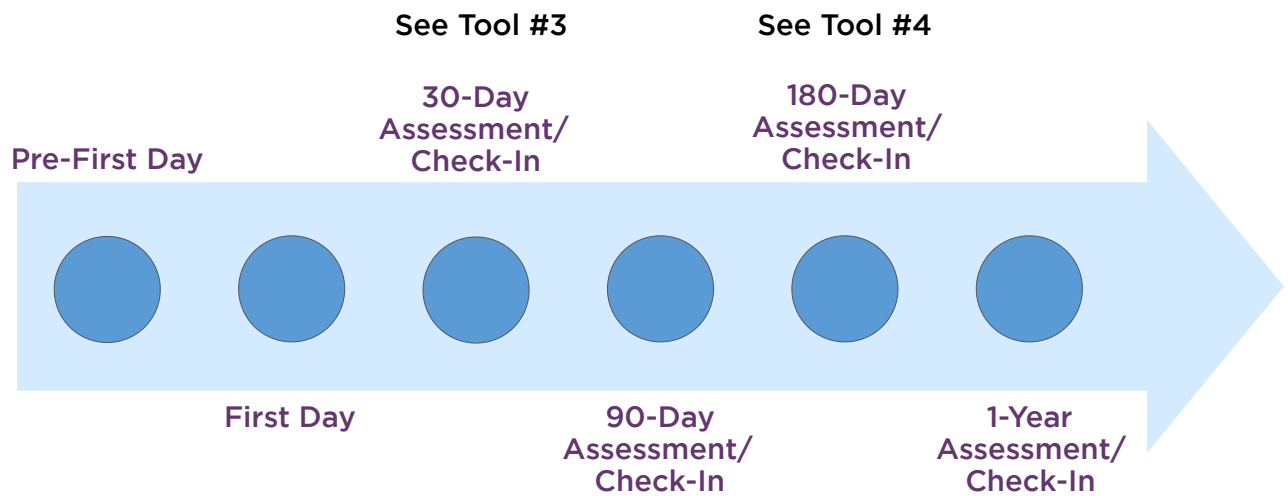 See Tool #3
See Tool #4
Pre-First Day
30-Day
Assessment/
Check-In
180-Day
Assessment/
Check-In
First Day
90-Day
Assessment/
Check-In
1-Year
Assessment/
Check-In